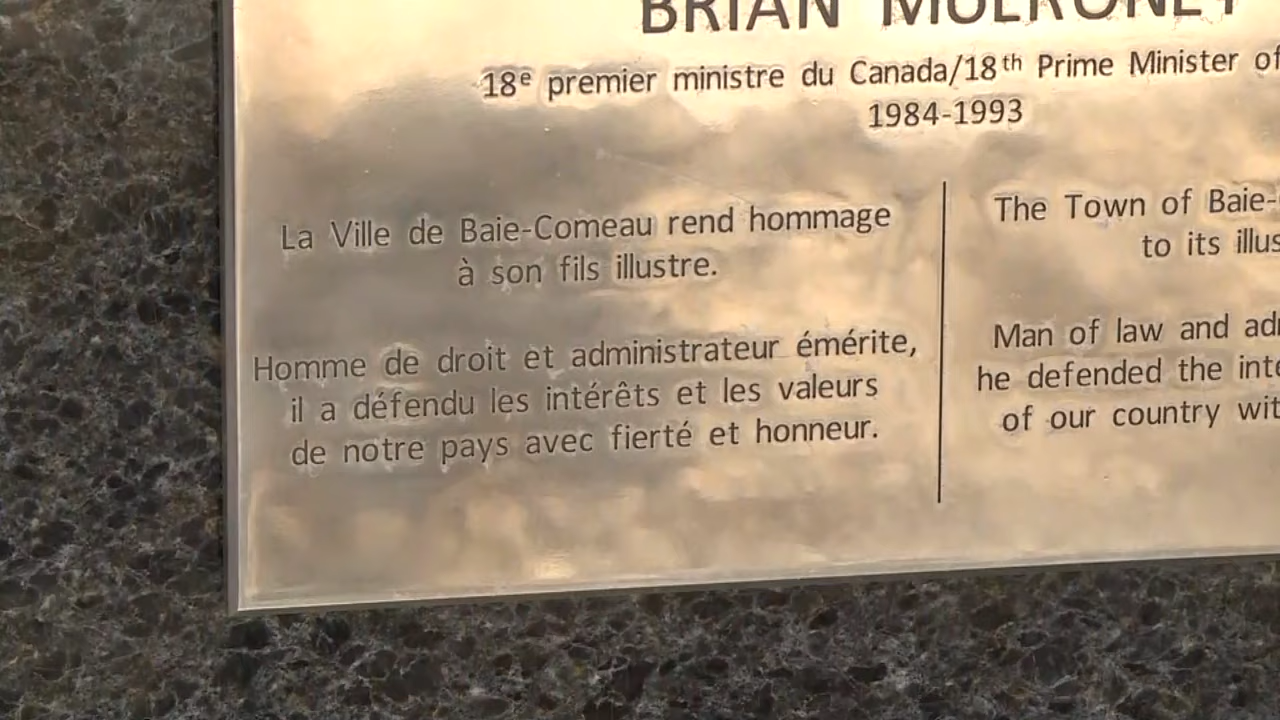 BRIAN MULRONEY
18e premier ministre du Canada/18th Prime Minister of
1984-1993
La Ville de Baie-Comeau rend hommage
à son fils illustre.
Homme de droit et administrateur émérite,
il a défendu les intérêts et les valeurs
de notre pays avec fierté et honneur.
The Town of Baie-
to its illus
Man of law and ad
he defended the inte
of our country wit